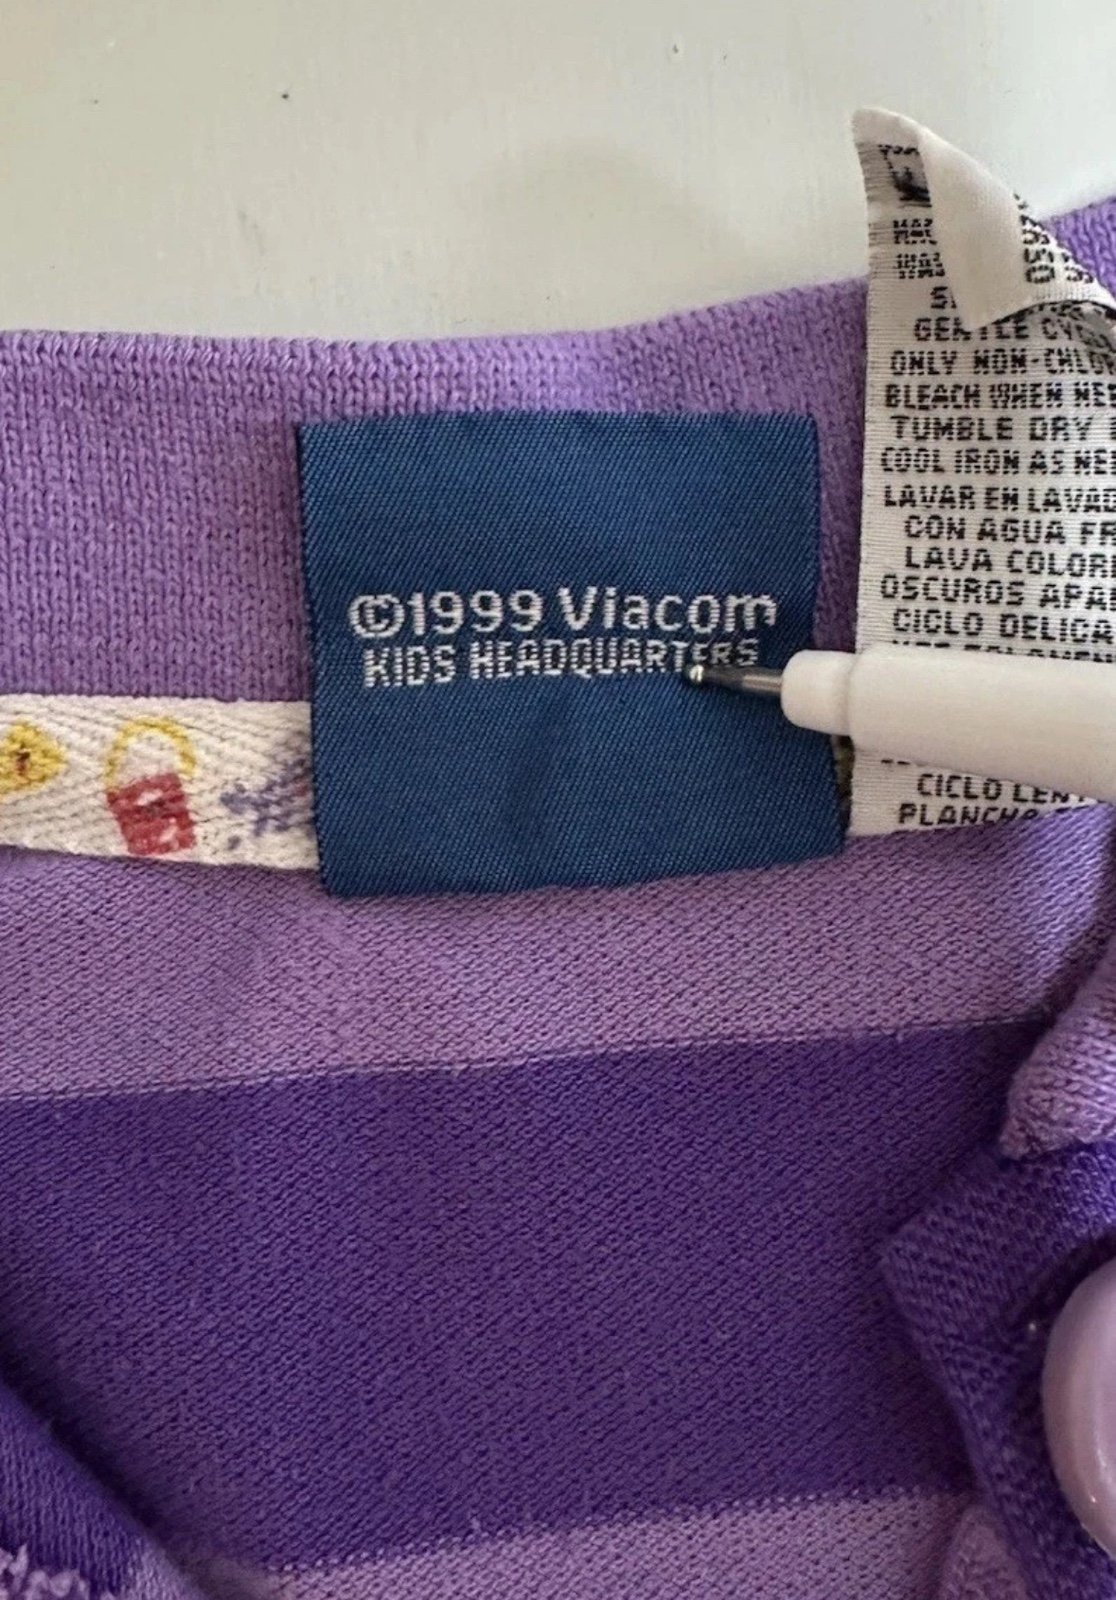 ©1999 Viacom
KIDS HEADQUARTERS
GENTLE
ONLY NON-CHLO
BLEACH WHEN NE
TUMBLE DRY
COOL IRON AS NE
LAVAR EN LAVAD
CON AGUA FR
LAVA COLOR
OSCUROS APA
CICLO DELICA
CICLO LEN
PLANCHA